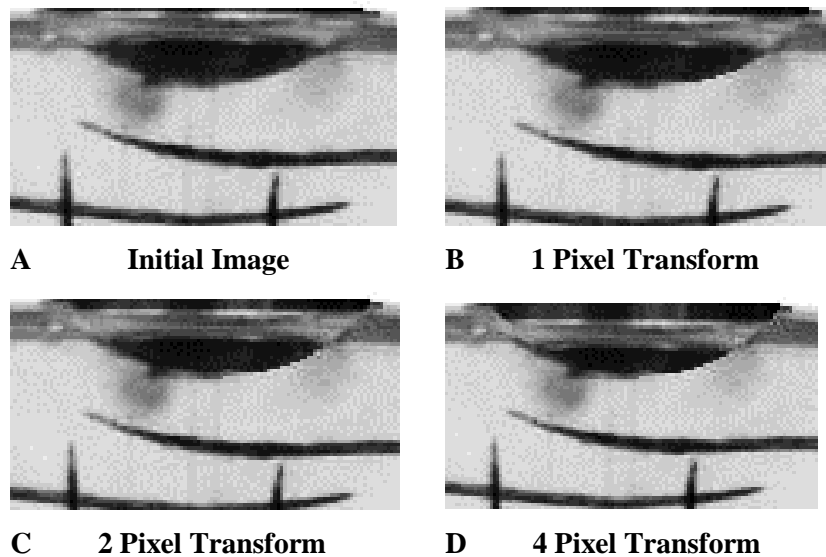 A Initial Image
B 1 Pixel Transform
C 2 Pixel Transform
D 4 Pixel Transform